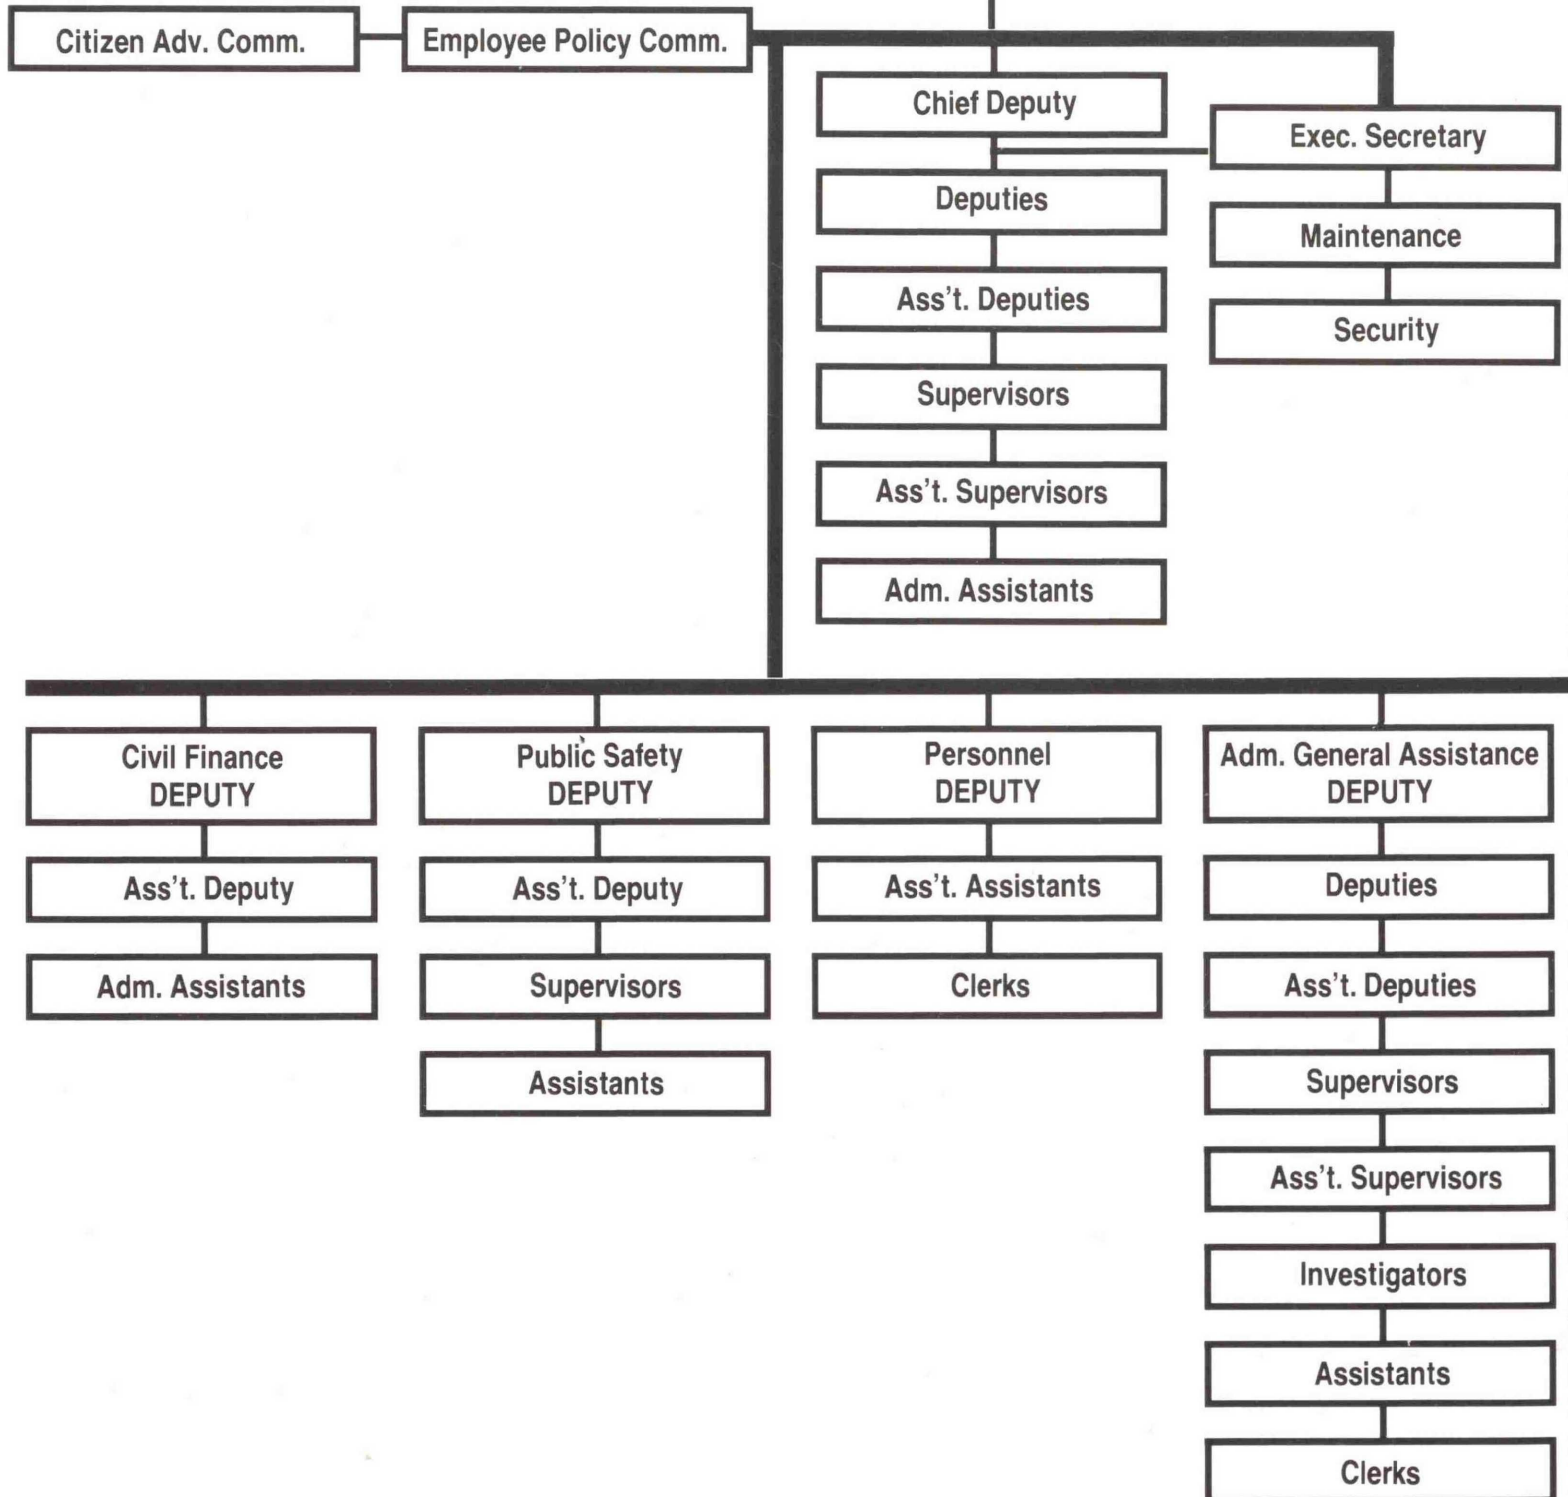 Citizen Adv. Comm.
Employee Policy Comm.
Chief Deputy
Exec. Secretary
Deputies
Maintenance
Ass't. Deputies
Security
Supervisors
Ass't. Supervisors
Adm. Assistants
Civil Finance
DEPUTY
Ass't. Deputy
Adm. Assistants
Public Safety
DEPUTY
Ass't. Deputy
Supervisors
Assistants
Personnel
DEPUTY
Ass't. Assistants
Clerks
Adm. General Assistance
DEPUTY
Deputies
Ass't. Deputies
Supervisors
Ass't. Supervisors
Investigators
Assistants
Clerks